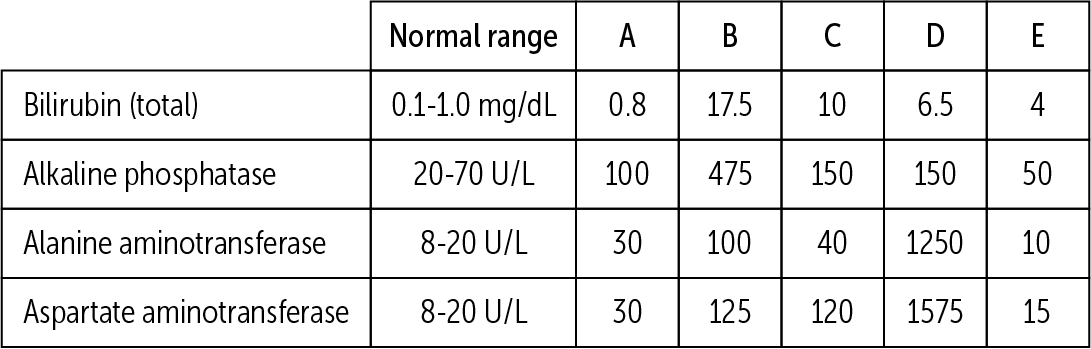 Normal range A B C D E
Bilirubin (total) 0.1-1.0 mg/dL 0.8 17.5 10 6.5 4
Alkaline phosphatase 20-70 U/L 100 475 150 150 50
Alanine aminotransferase 8-20 U/L 30 100 40 1250 10
Aspartate aminotransferase 8-20 U/L 30 125 120 1575 15